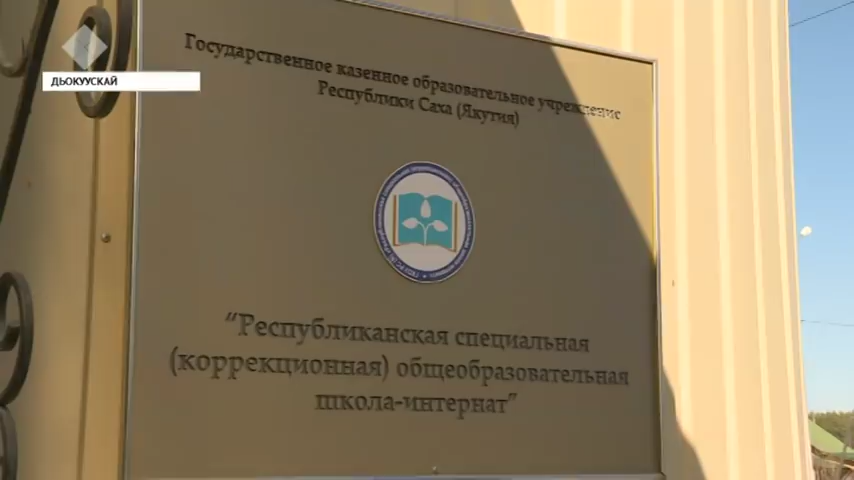 ДЬОКУУСКАЙ
Государственное казенное образовательное учреждение
Республики Саха (Якутия)
"Республиканская специальная
(коррекционная) общеобразовательная
школа-интернат"